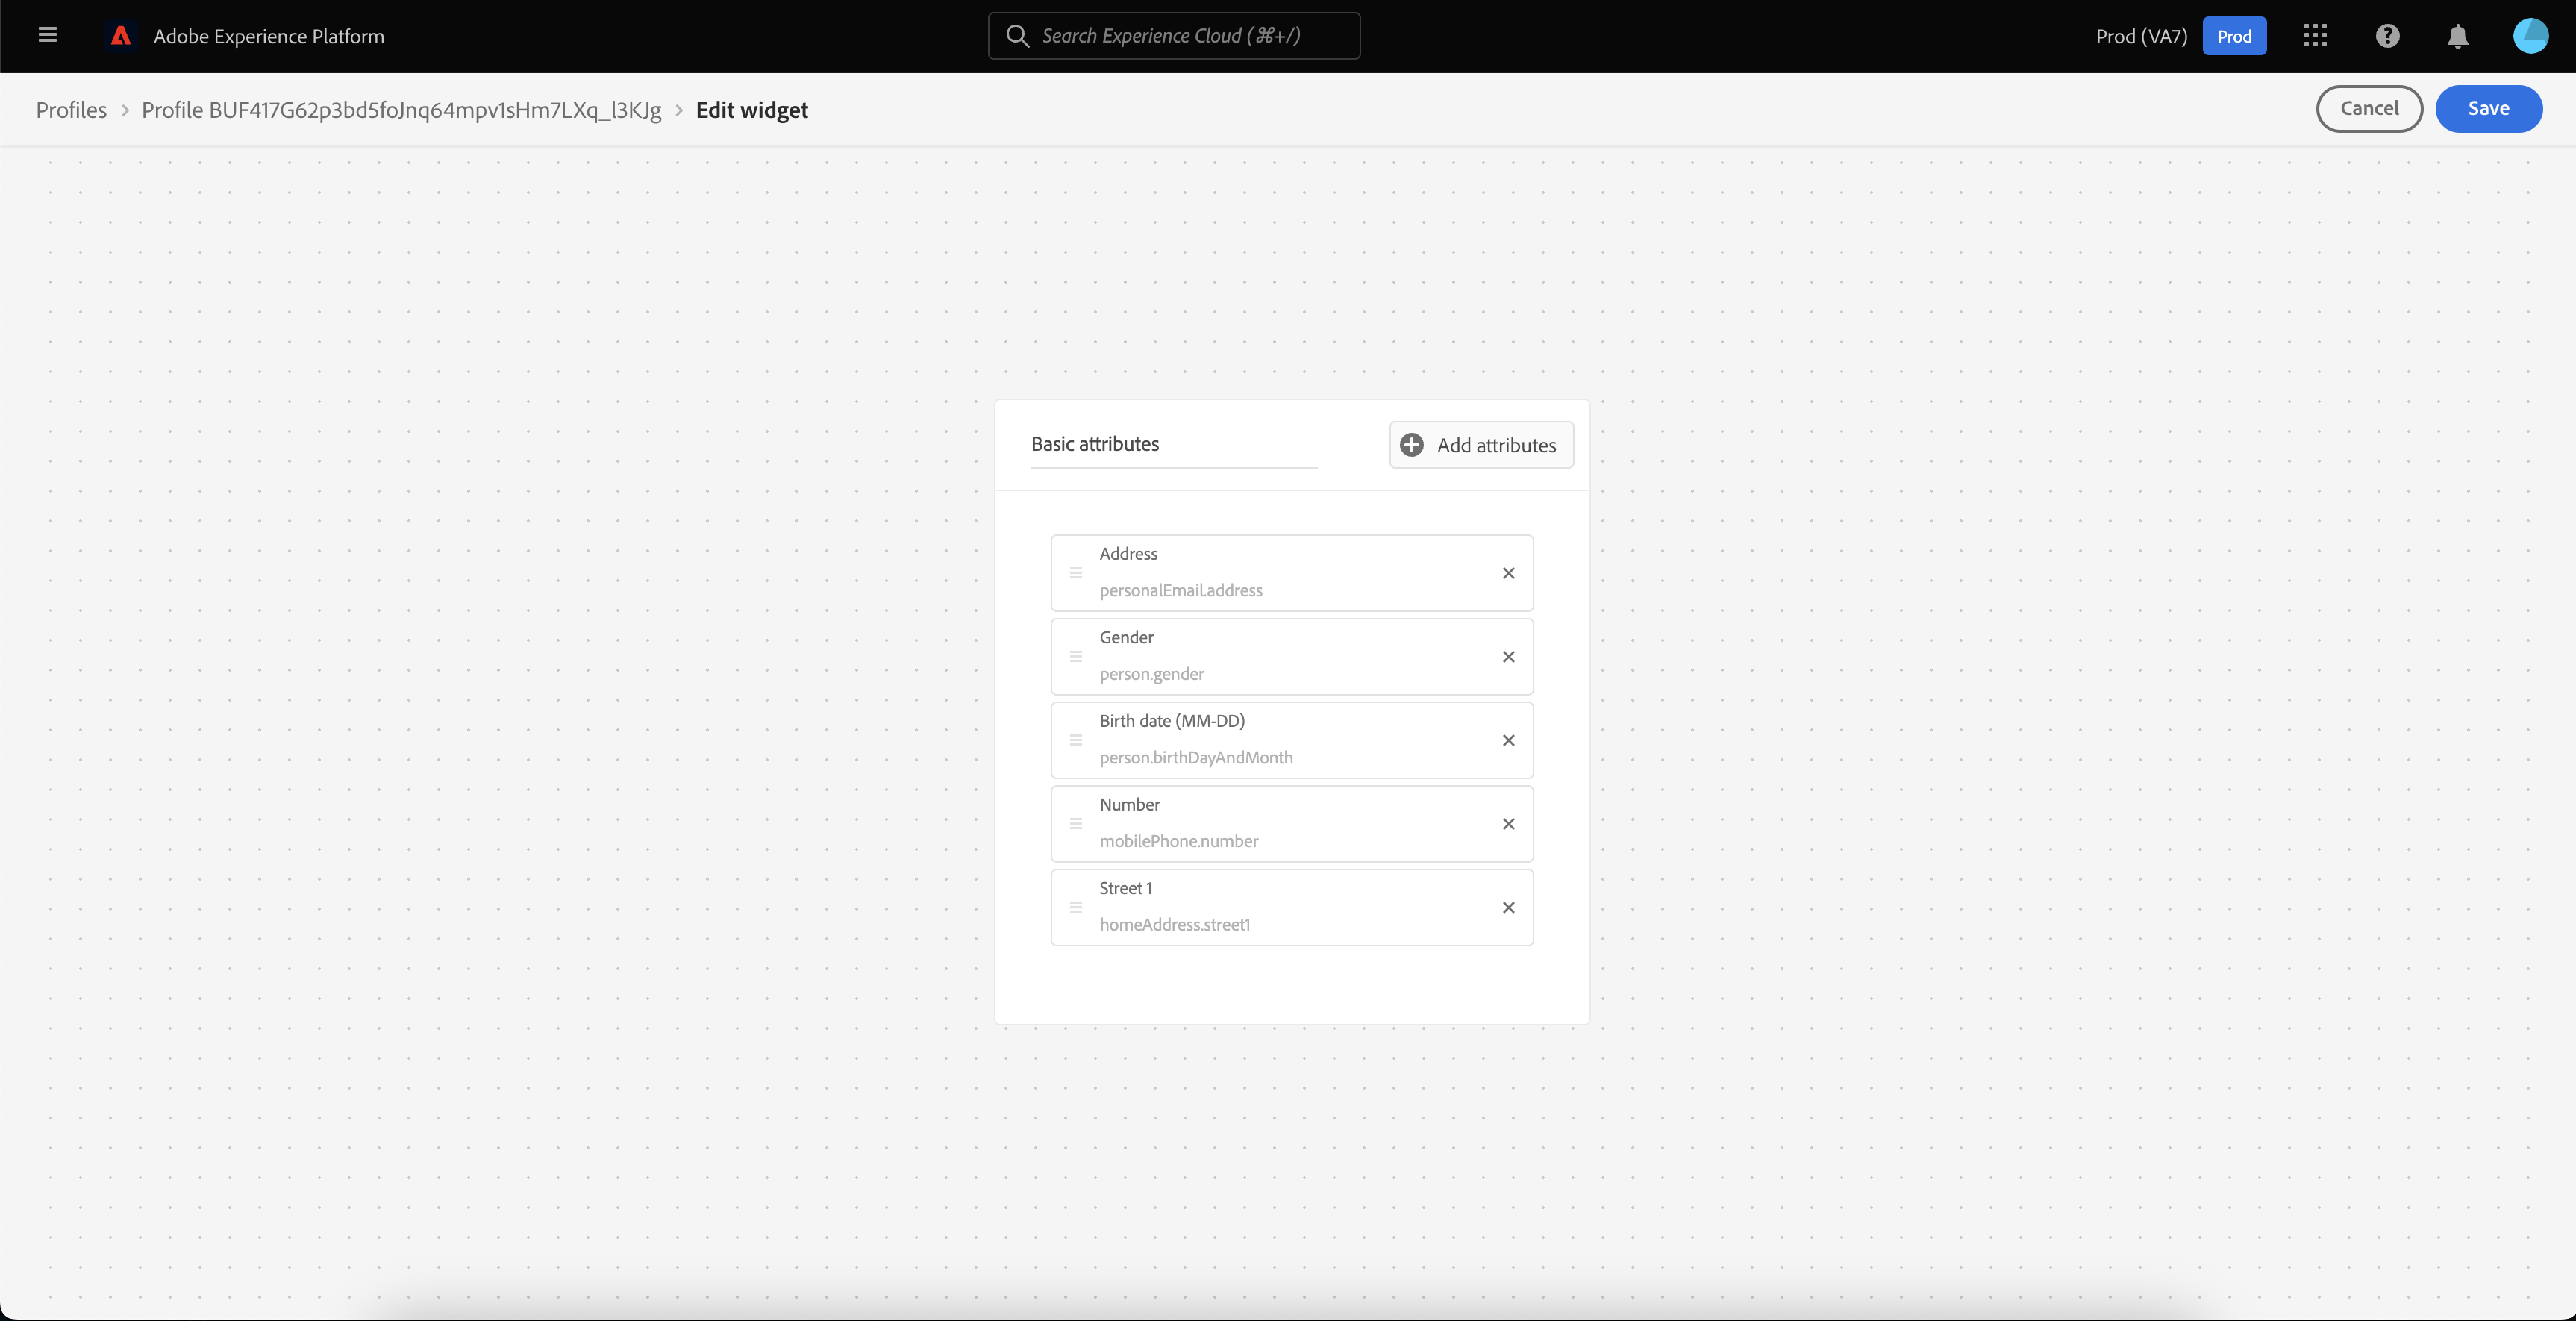 Adobe Experience Platform
Search Experience Cloud (⌘+/)
Prod (VA7)
Prod
Profiles > Profile BUF417G62p3bd5foJnq64mpv1sHm7LXq_l3KJg > Edit widget
Cancel
Save
Basic attributes
Add attributes
Address
personalEmail.address
Gender
person.gender
Birth date (MM-DD)
person.birthDayAndMonth
Number
mobilePhone.number
Street 1
homeAddress.street1